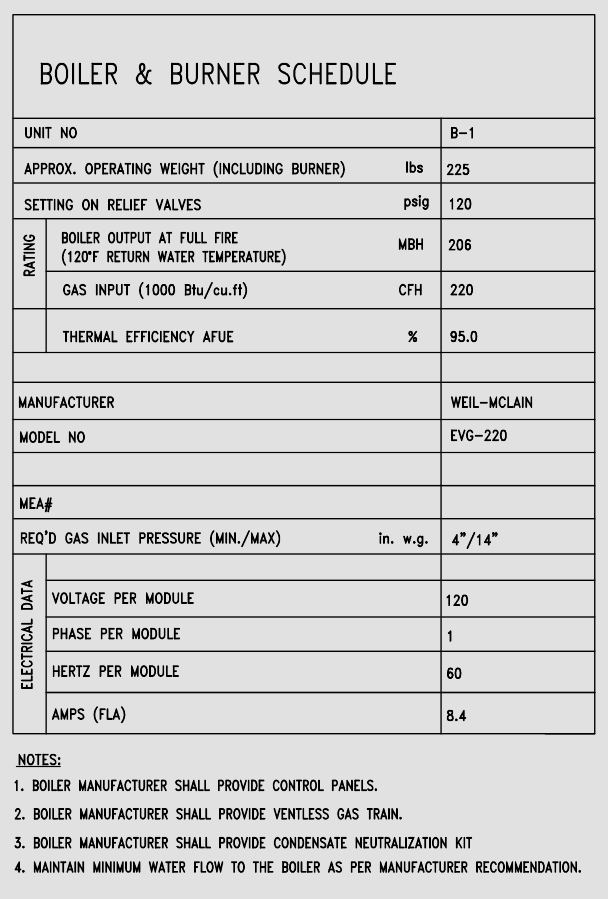 BOILER & BURNER SCHEDULE
UNIT NO B-1
APPROX. OPERATING WEIGHT (INCLUDING BURNER) lbs 225
SETTING ON RELIEF VALVES psig 120
RATING
BOILER OUTPUT AT FULL FIRE
(120°F RETURN WATER TEMPERATURE) MBH 206
GAS INPUT (1000 Btu/cu.ft) CFH 220
THERMAL EFFICIENCY AFUE % 95.0
MANUFACTURER WEIL-MCLAIN
MODEL NO EVG-220
MEA#
REQ'D GAS INLET PRESSURE (MIN./MAX) in. w.g. 4"/14"
ELECTRICAL DATA
VOLTAGE PER MODULE 120
PHASE PER MODULE 1
HERTZ PER MODULE 60
AMPS (FLA) 8.4
NOTES:
1. BOILER MANUFACTURER SHALL PROVIDE CONTROL PANELS.
2. BOILER MANUFACTURER SHALL PROVIDE VENTLESS GAS TRAIN.
3. BOILER MANUFACTURER SHALL PROVIDE CONDENSATE NEUTRALIZATION KIT
4. MAINTAIN MINIMUM WATER FLOW TO THE BOILER AS PER MANUFACTURER RECOMMENDATION.